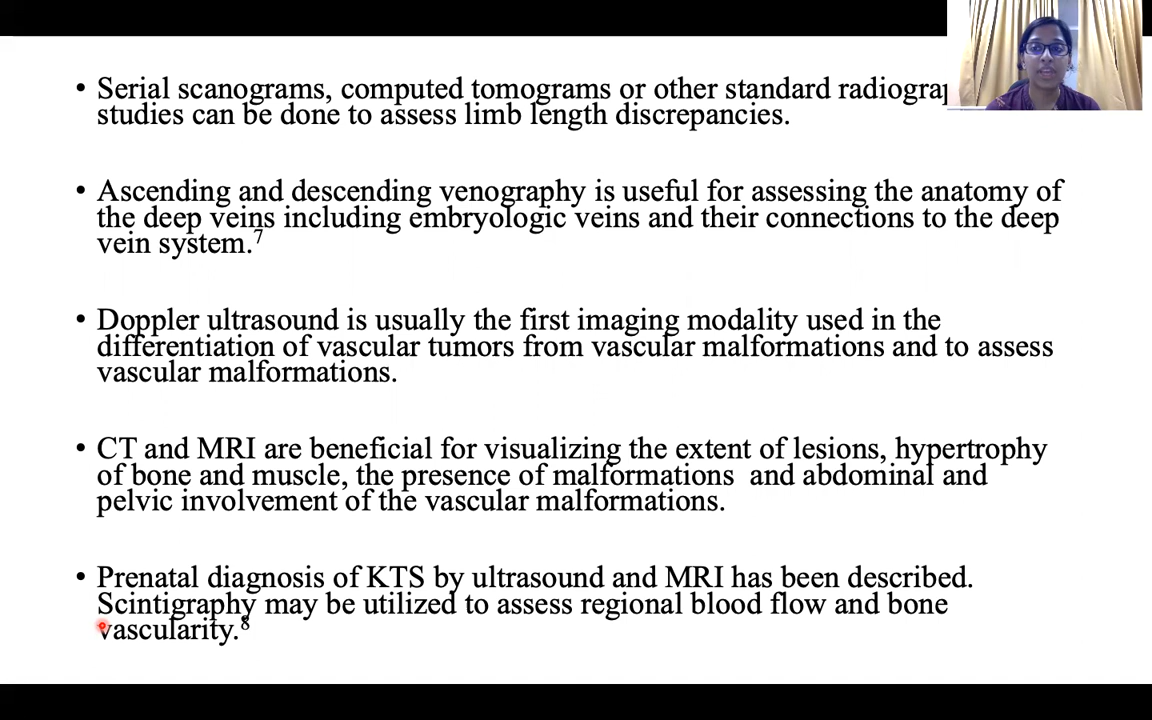 • Serial scanograms, computed tomograms or other standard
studies can be done to assess limb length discrepancies.
• Ascending and descending venography is useful for assessing the anatomy of
the deep veins including embryologic veins and their connections to the deep
vein system.7
• Doppler ultrasound is usually the first imaging modality used in the
differentiation of vascular tumors from vascular malformations and to assess
vascular malformations.
• CT and MRI are beneficial for visualizing the extent of lesions, hypertrophy
of bone and muscle, the presence of malformations  and abdominal and
pelvic involvement of the vascular malformations.
• Prenatal diagnosis of KTS by ultrasound and MRI has been described.
Scintigraphy may be utilized to assess regional blood flow and bone
vascularity.8